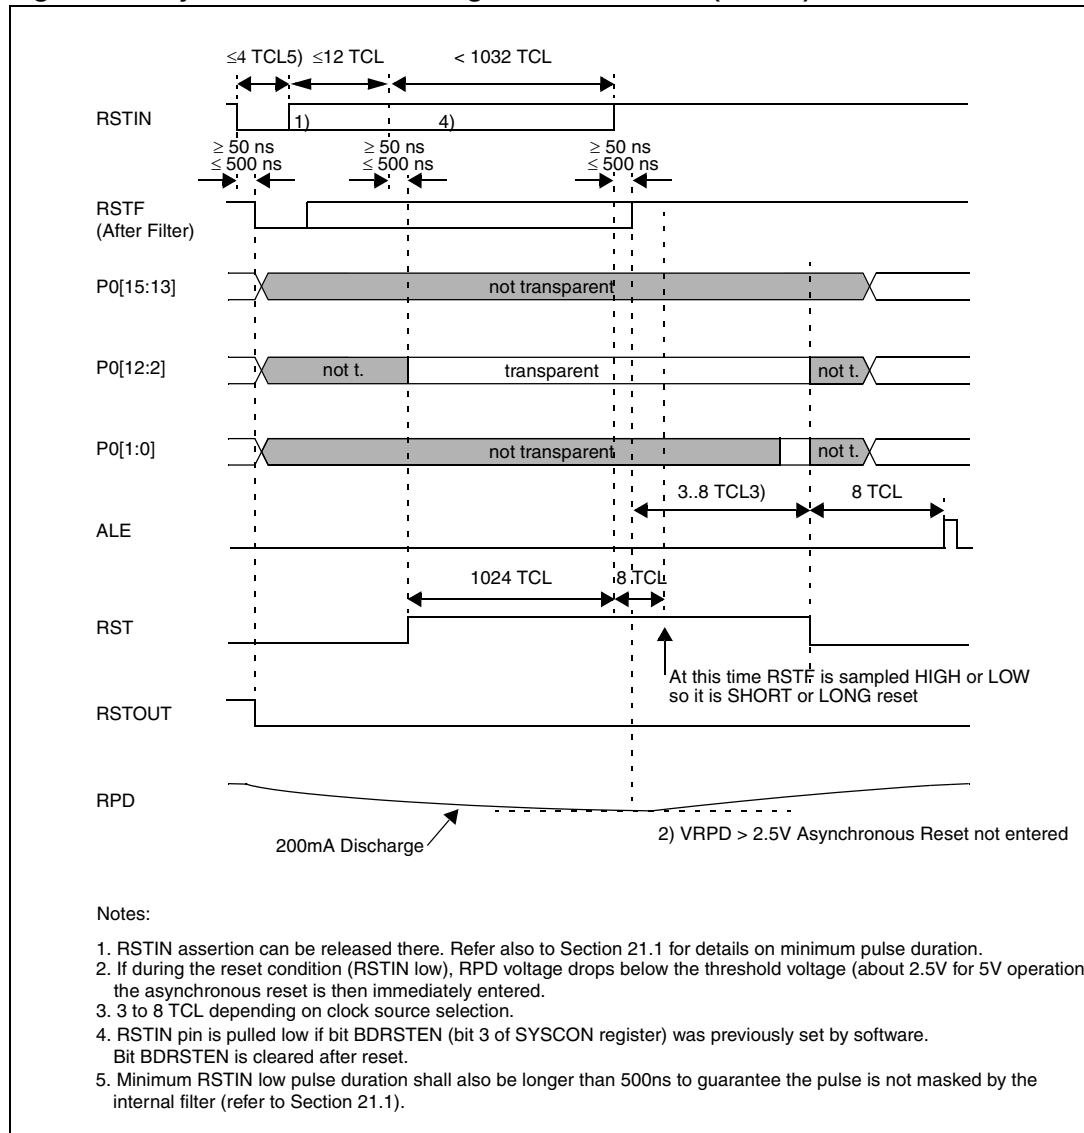 ≤4 TCL5) ≤12 TCL < 1032 TCL
RSTIN
1) 4)
≥ 50 ns ≥ 50 ns ≥ 50 ns
≤ 500 ns ≤ 500 ns ≤ 500 ns
RSTF
(After Filter)
P0[15:13] not transparent
P0[12:2] not t. transparent not t.
P0[1:0] not transparent not t.
3..8 TCL3) 8 TCL
ALE
1024 TCL 8 TCL
RST
At this time RSTF is sampled HIGH or LOW
so it is SHORT or LONG reset
RSTOUT
RPD
200mA Discharge
2) VRPD > 2.5V Asynchronous Reset not entered
Notes:
1. RSTIN assertion can be released there. Refer also to Section 21.1 for details on minimum pulse duration.
2. If during the reset condition (RSTIN low), RPD voltage drops below the threshold voltage (about 2.5V for 5V operation
the asynchronous reset is then immediately entered.
3. 3 to 8 TCL depending on clock source selection.
4. RSTIN pin is pulled low if bit BDRSTEN (bit 3 of SYSCON register) was previously set by software.
Bit BDRSTEN is cleared after reset.
5. Minimum RSTIN low pulse duration shall also be longer than 500ns to guarantee the pulse is not masked by the
internal filter (refer to Section 21.1).